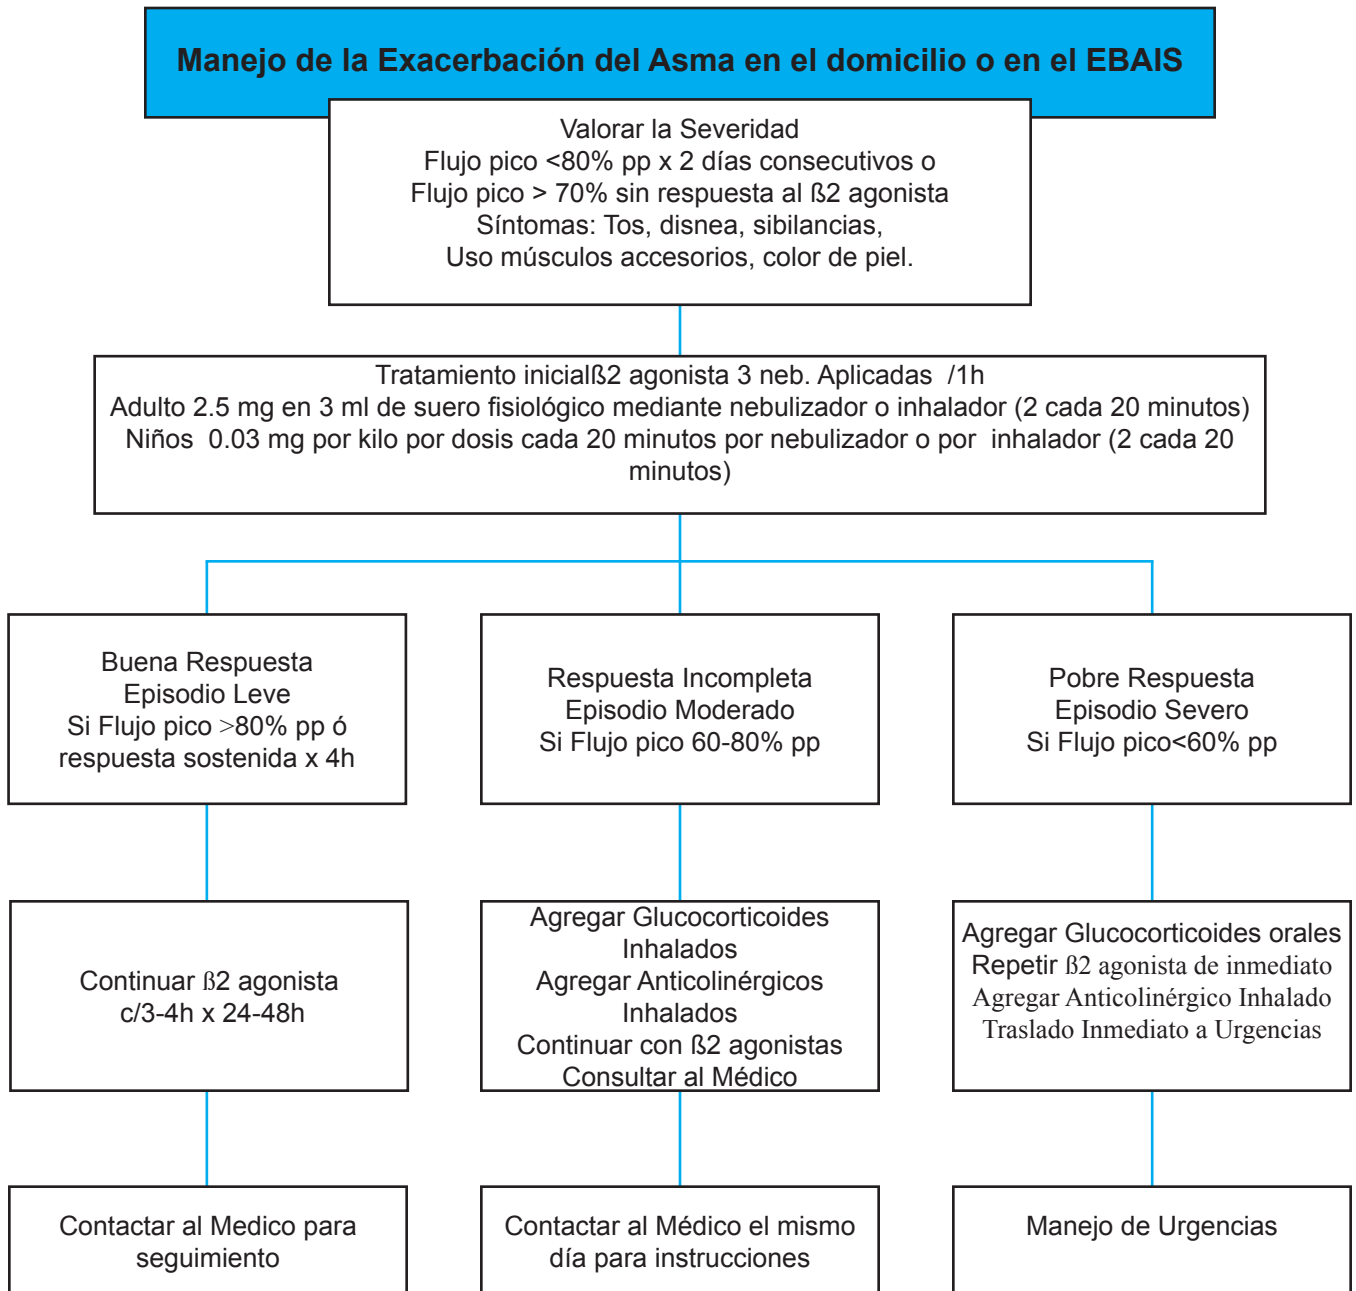 Manejo de la Exacerbación del Asma en el domicilio o en el EBAIS
Valorar la Severidad
Flujo pico <80% pp x 2 días consecutivos o
Flujo pico > 70% sin respuesta al ß2 agonista
Síntomas: Tos, disnea, sibilancias,
Uso músculos accesorios, color de piel.
Tratamiento inicialß2 agonista 3 neb. Aplicadas /1h
Adulto 2.5 mg en 3 ml de suero fisiológico mediante nebulizador o inhalador (2 cada 20 minutos)
Niños 0.03 mg por kilo por dosis cada 20 minutos por nebulizador o por inhalador (2 cada 20
minutos)
Buena Respuesta
Episodio Leve
Si Flujo pico >80% pp ó
respuesta sostenida x 4h
Respuesta Incompleta
Episodio Moderado
Si Flujo pico 60-80% pp
Pobre Respuesta
Episodio Severo
Si Flujo pico<60% pp
Continuar ß2 agonista
c/3-4h x 24-48h
Agregar Glucocorticoides
Inhalados
Agregar Anticolinérgicos
Inhalados
Continuar con ß2 agonistas
Consultar al Médico
Agregar Glucocorticoides orales
Repetir ß2 agonista de inmediato
Agregar Anticolinérgico Inhalado
Traslado Inmediato a Urgencias
Contactar al Medico para
seguimiento
Contactar al Médico el mismo
día para instrucciones
Manejo de Urgencias